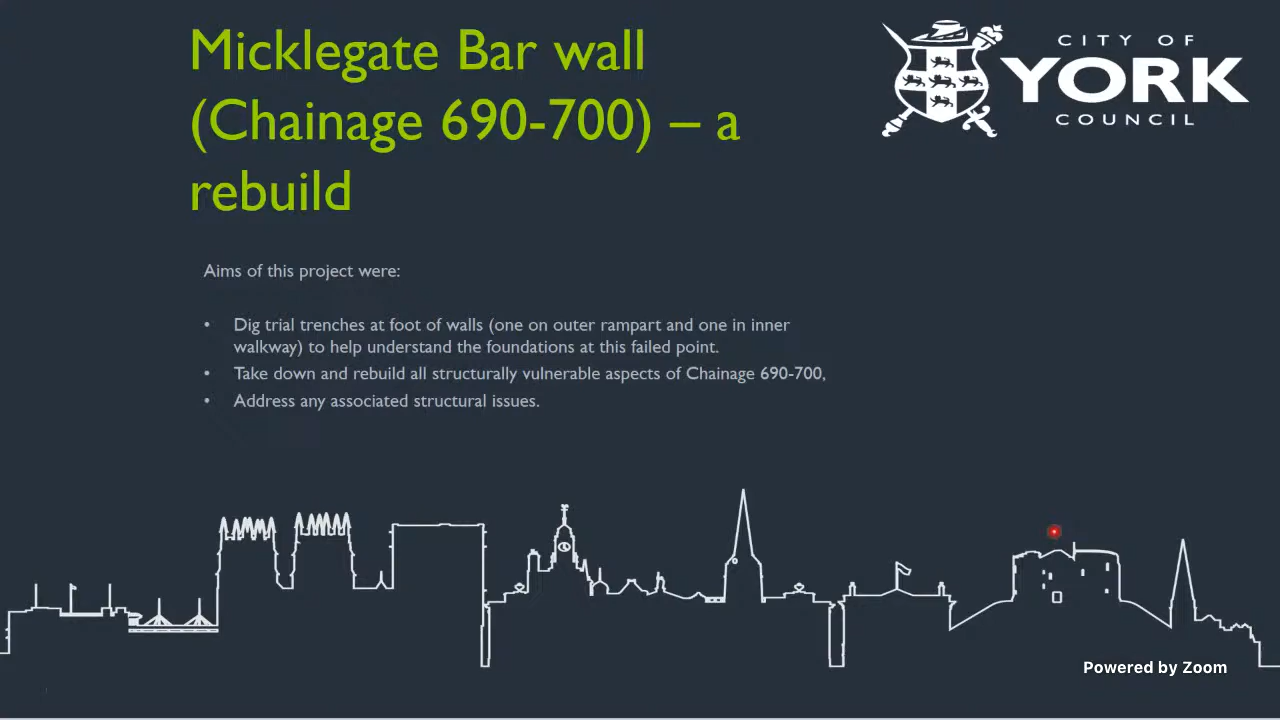 Micklegate Bar wall
(Chainage 690-700) – a
rebuild
CITY OF
YORK
COUNCIL
Aims of this project were:
• Dig trial trenches at foot of walls (one on outer rampart and one in inner
walkway) to help understand the foundations at this failed point.
• Take down and rebuild all structurally vulnerable aspects of Chainage 690-700,
• Address any associated structural issues.
Powered by Zoom